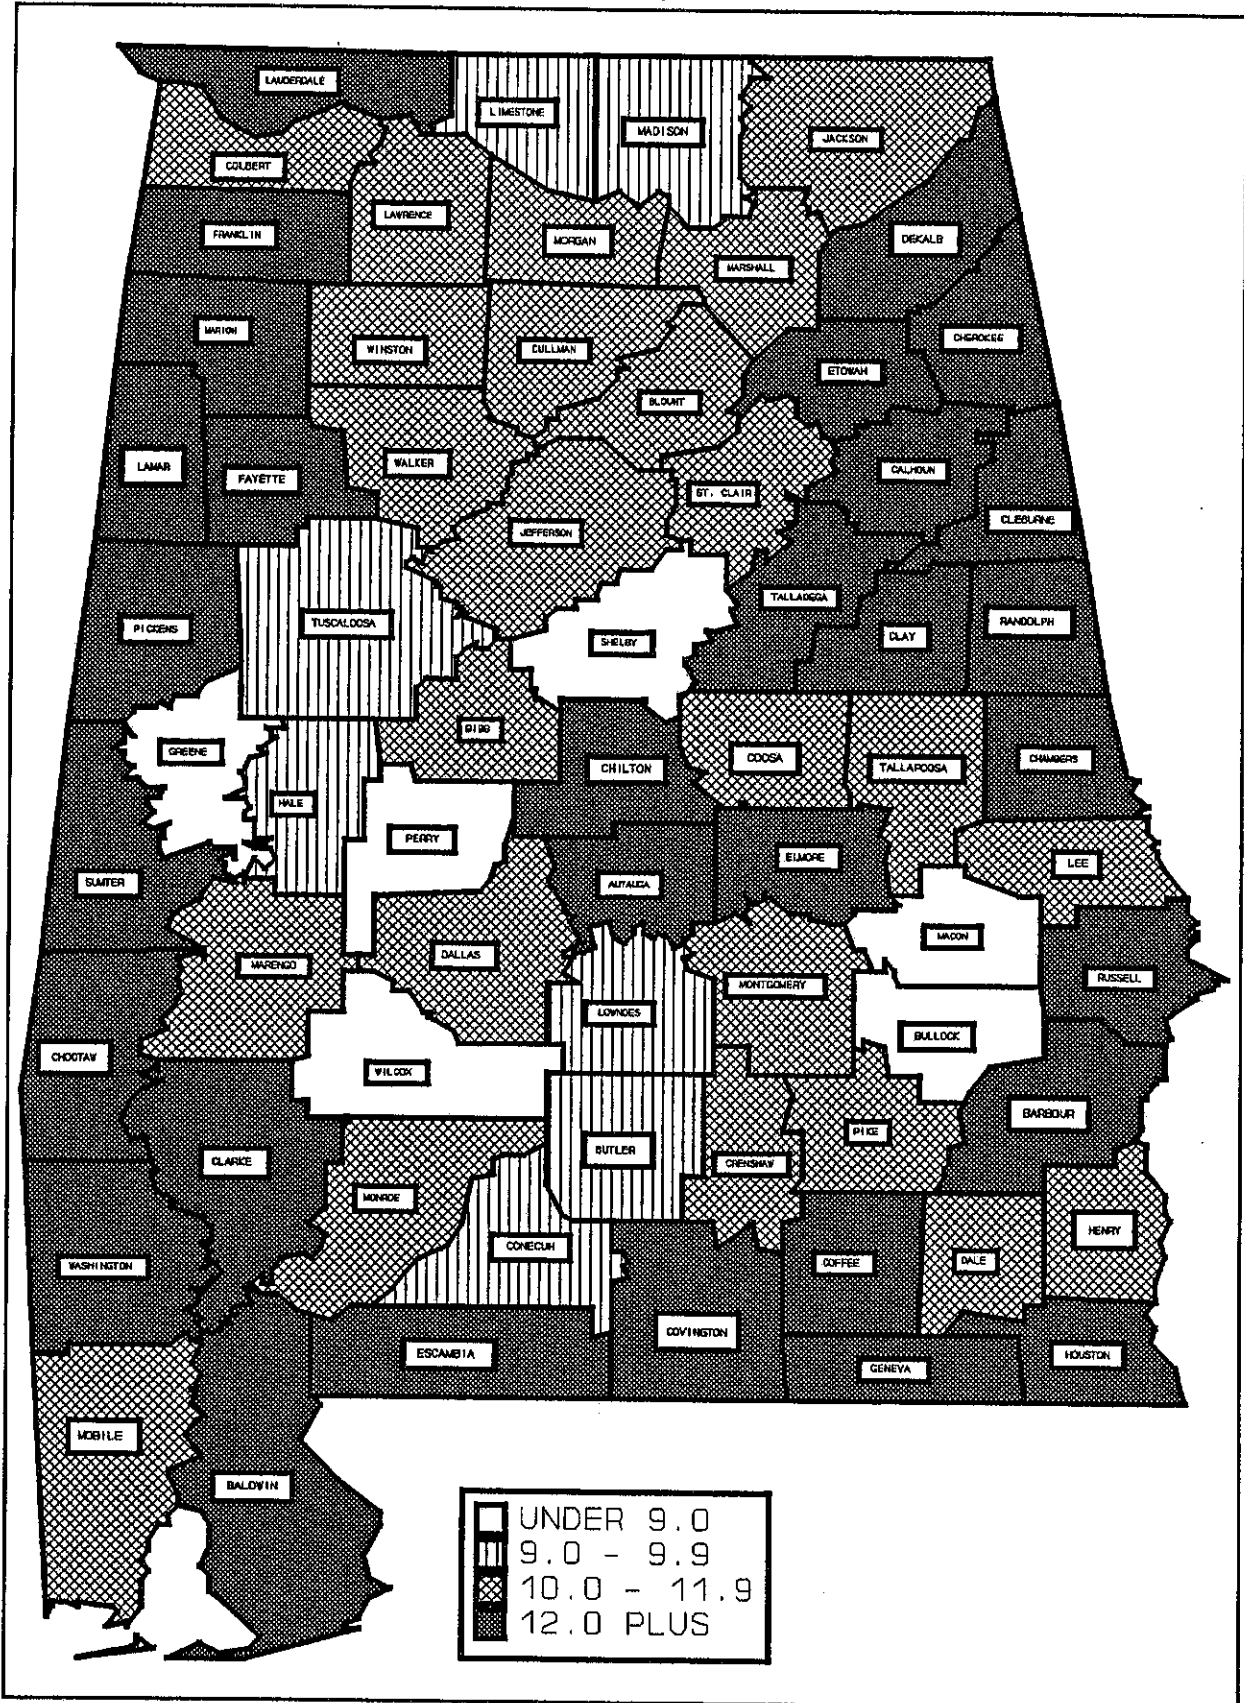 LAUDERDALE
LIMESTONE
MADISON
JACKSON
COLBERT
LAWRENCE
FRANKLIN
MORGAN
DEKALB
MARSHALL
MARION
WINSTON
CULLMAN
CHEROKEE
ETOWAH
BLOUNT
LAMAR
FAYETTE
WALKER
CALHOUN
ST. CLAIR
JEFFERSON
CLEBURNE
TALLADEGA
PICKENS
TUSCALOOSA
SHELBY
CLAY
RANDOLPH
GREENE
BIBB
CHILTON
COOSA
TALLAPOOSA
CHAMBERS
HALE
PERRY
ELMORE
LEE
SUMTER
AUTAUGA
MARENGO
DALLAS
MACON
MONTGOMERY
RUSSELL
LOWNDES
BULLOCK
CHOCTAW
WILCOX
BARBOUR
CLARKE
BUTLER
CRENSHAW
PIKE
MONROE
HENRY
WASHINGTON
CONECUH
COFFEE
DALE
ESCAMBIA
COVINGTON
GENEVA
HOUSTON
MOBILE
BALDWIN
UNDER 9.0
9.0 - 9.9
10.0 - 11.9
12.0 PLUS